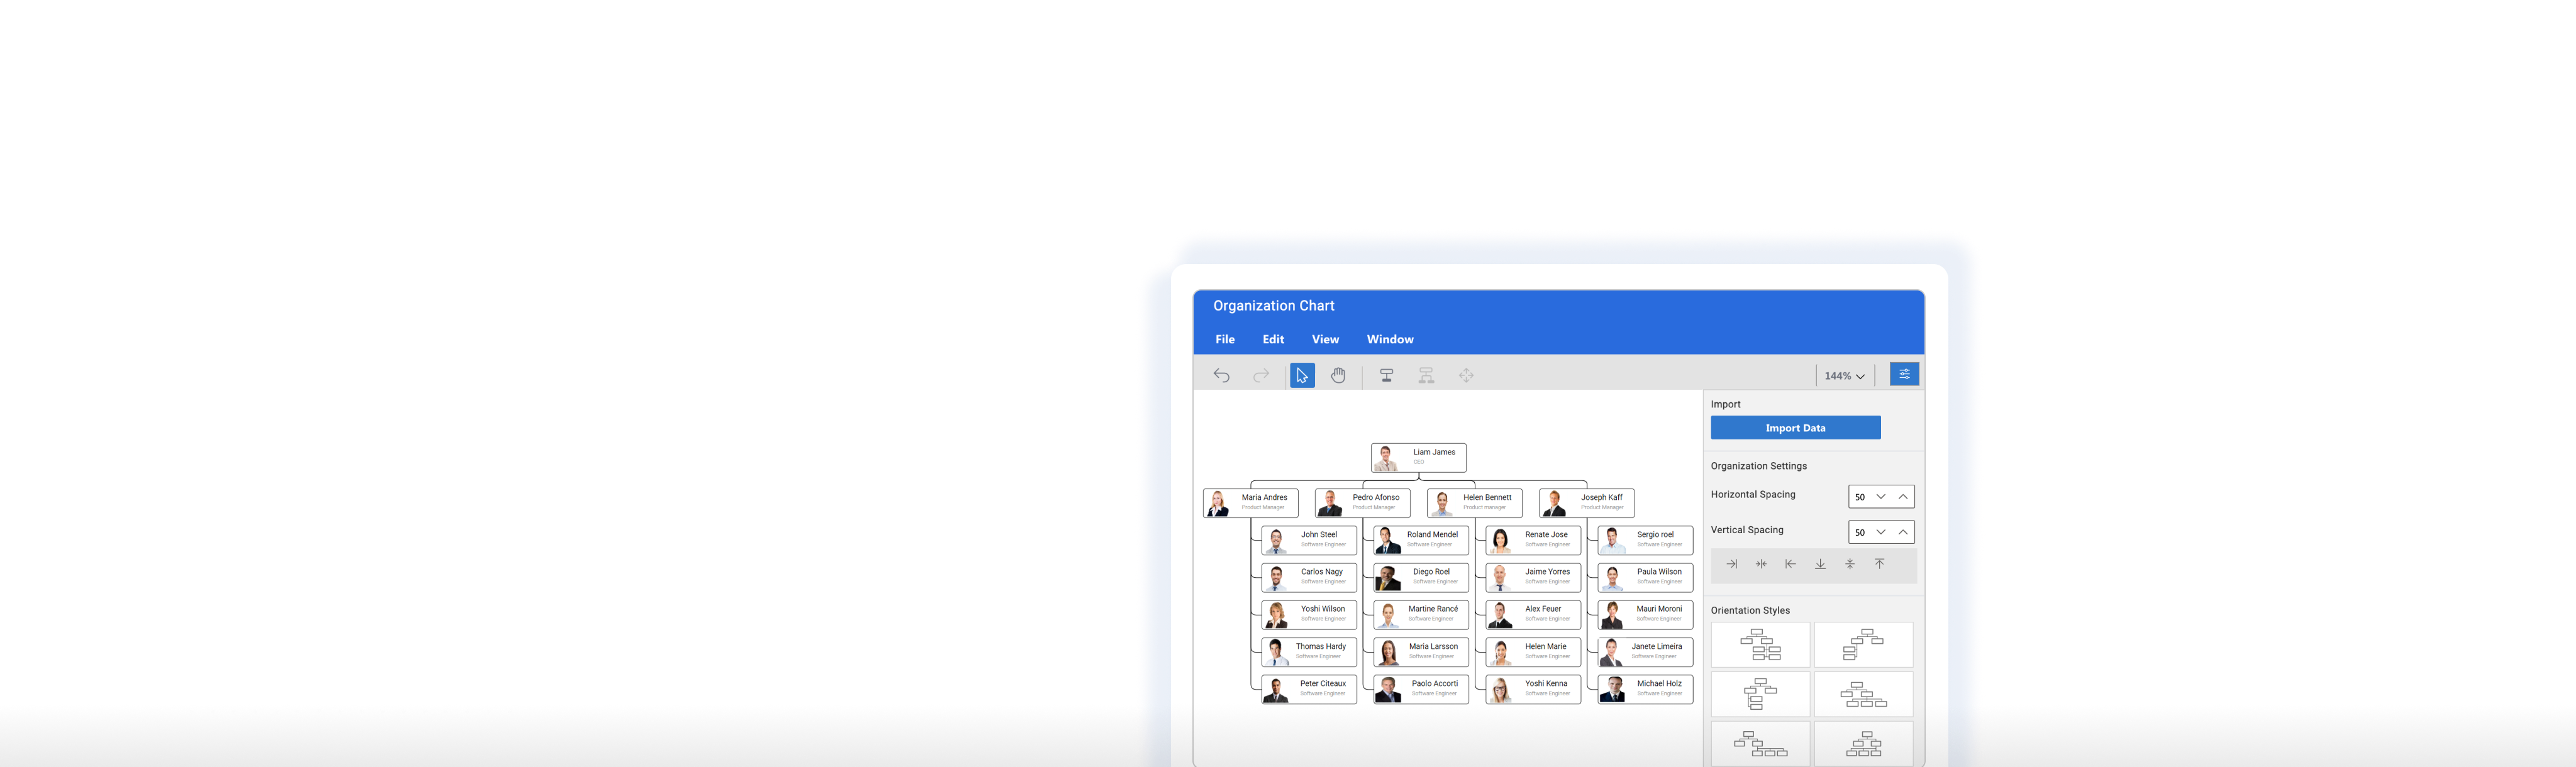 Organization Chart
File Edit View Window
144%
Import
Import Data
Organization Settings
Horizontal Spacing 50
Vertical Spacing 50
Orientation Styles
Liam James
CEO
Maria Andres
Product Manager
Pedro Afonso
Product Manager
Helen Bennett
Product manager
Joseph Kaff
Product Manager
John Steel
Software Engineer
Roland Mendel
Software Engineer
Renate Jose
Software Engineer
Sergio roel
Software Engineer
Carlos Nagy
Software Engineer
Diego Roel
Software Engineer
Jaime Yorres
Software Engineer
Paula Wilson
Software Engineer
Yoshi Wilson
Software Engineer
Martine Rancé
Software Engineer
Alex Feuer
Software Engineer
Mauri Moroni
Software Engineer
Thomas Hardy
Software Engineer
Maria Larsson
Software Engineer
Helen Marie
Software Engineer
Janete Limeira
Software Engineer
Peter Citeaux
Software Engineer
Paolo Accorti
Software Engineer
Yoshi Kenna
Software Engineer
Michael Holz
Software Engineer